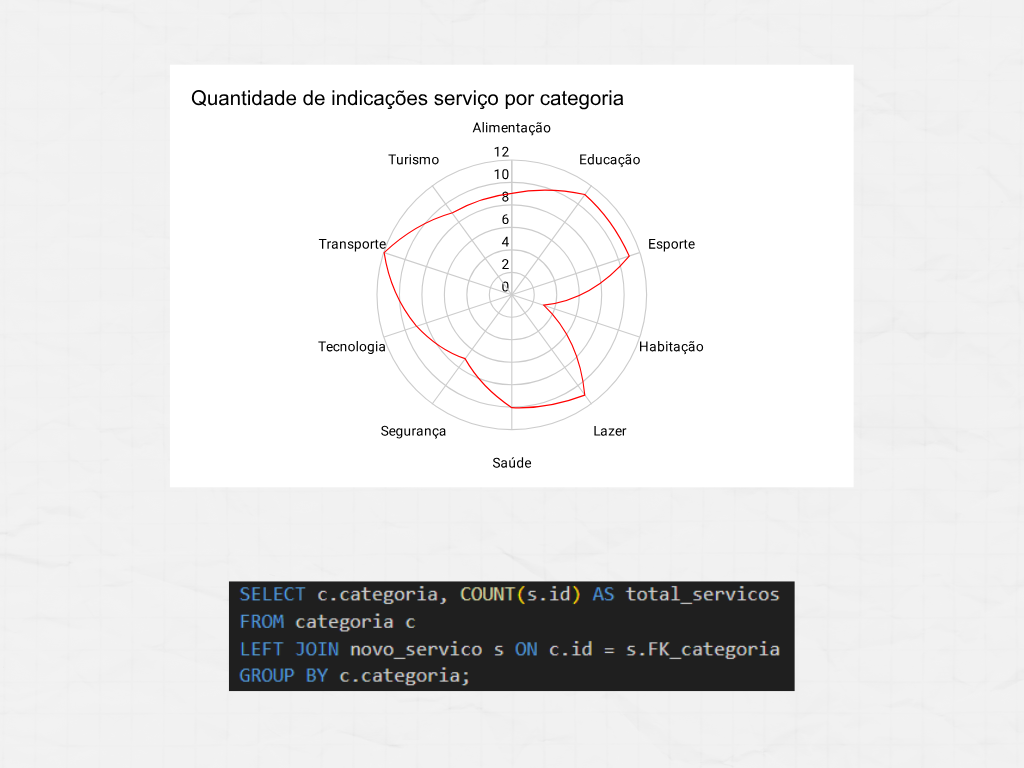 Quantidade de indicações serviço por categoria
Alimentação
Turismo
Educação
12
10
8
6
4
2
0
Transporte
Esporte
Tecnologia
Habitação
Segurança
Lazer
Saúde
SELECT c.categoria, COUNT(s.id) AS total_servicos
FROM categoria c
LEFT JOIN novo_servico s ON c.id = s.FK_categoria
GROUP BY c.categoria;